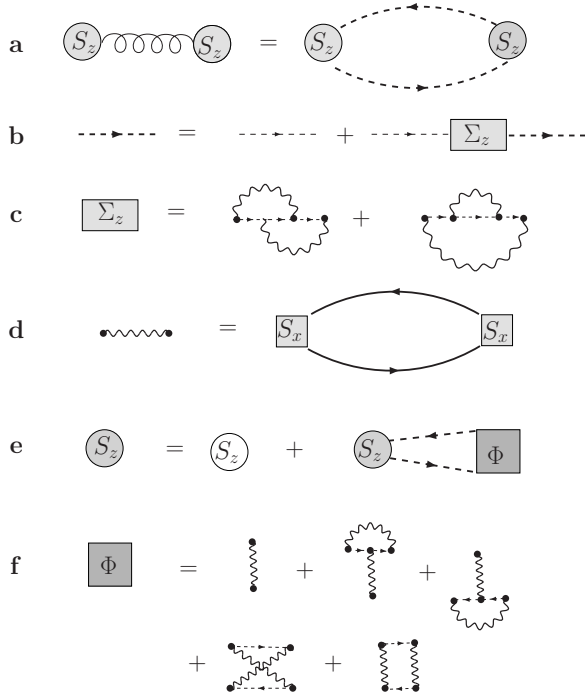 a S_z S_z = S_z S_z
b = + Σ_z
c Σ_z = +
d = S_x S_x
e S_z = S_z + S_z Φ
f Φ = + +
+ +